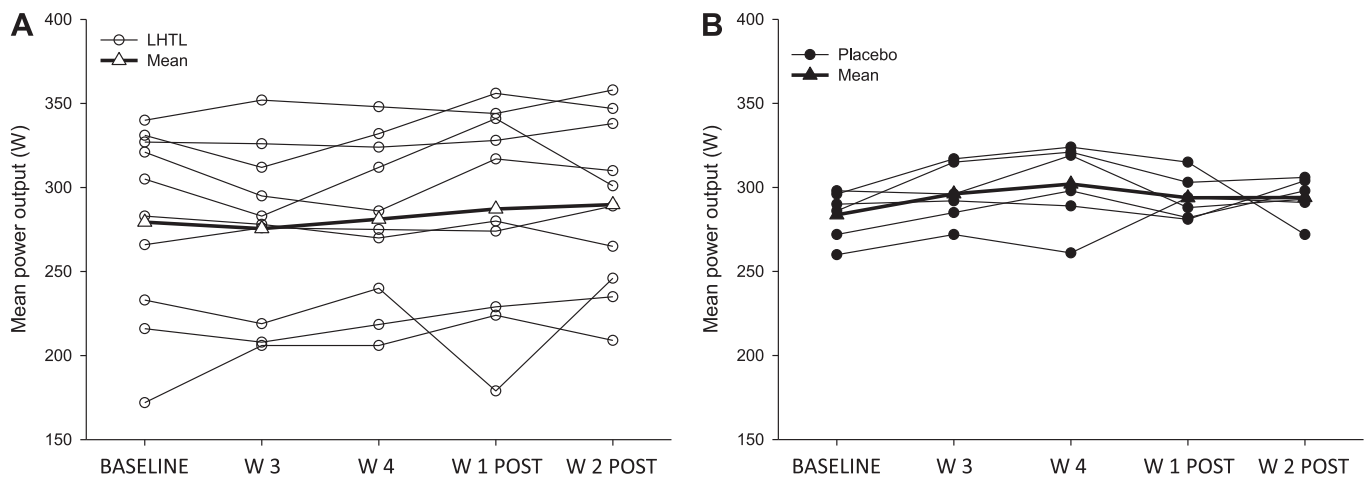 A
400
350
300
250
200
150
Mean power output (W)
LHTL
Mean
BASELINE W 3 W 4 W 1 POST W 2 POST
B
400
350
300
250
200
150
Mean power output (W)
Placebo
Mean
BASELINE W 3 W 4 W 1 POST W 2 POST